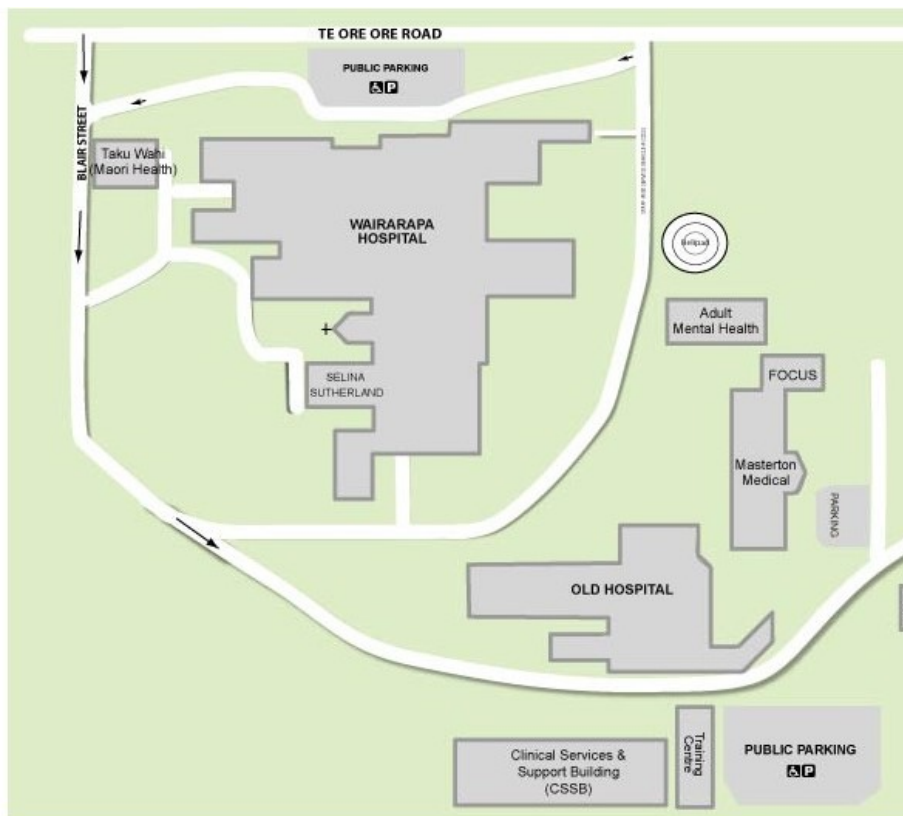 TE ORE ORE ROAD
PUBLIC PARKING
P
BLAIR STREET
Taku Wahi
(Maori Health)
WAIRARAPA
HOSPITAL
Helipad
Adult
Mental Health
SELINA
SUTHERLAND
FOCUS
Masterton
Medical
PARKING
OLD HOSPITAL
Clinical Services &
Support Building
(CSSB)
Training
Centre
PUBLIC PARKING
P